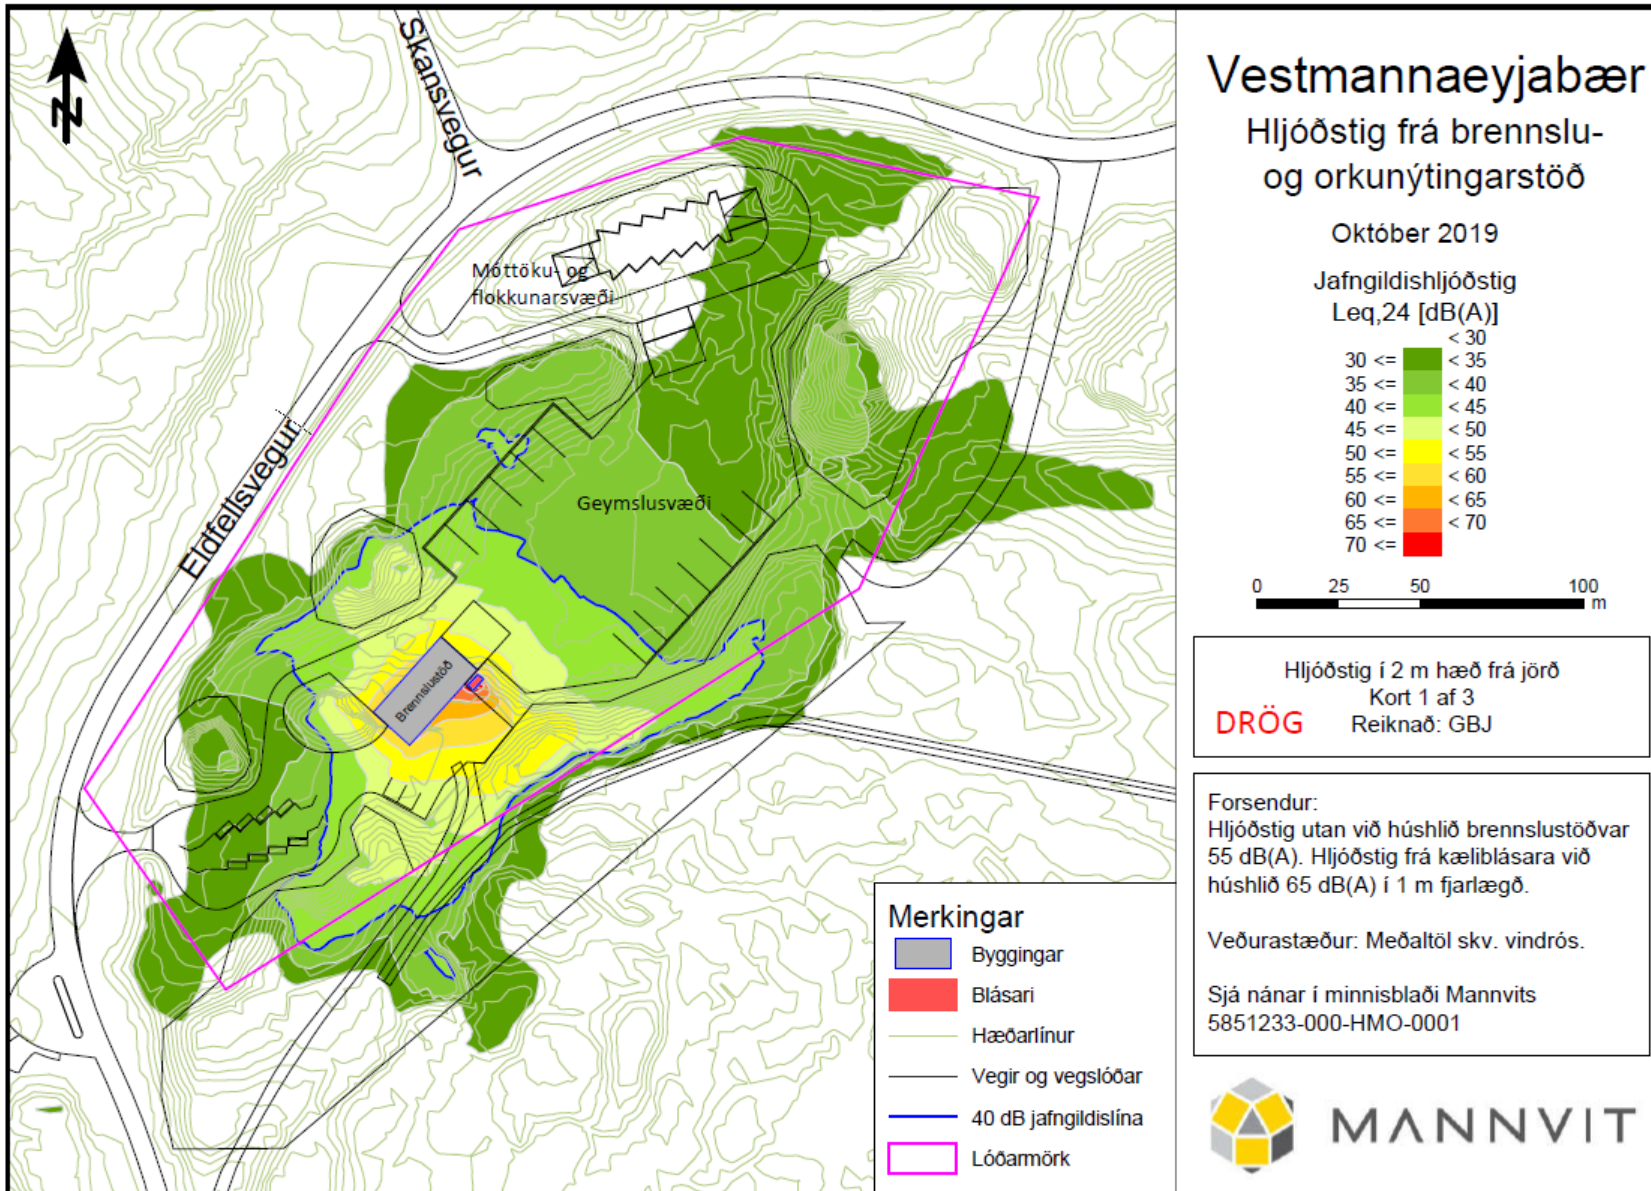 Vestmannaeyjabær
Hljóðstig frá brennslu-
og orkunýtingarstöð
Október 2019
Jafngildishljóðstig
Leq,24 [dB(A)]
< 30
30 <= < 35
35 <= < 40
40 <= < 45
45 <= < 50
50 <= < 55
55 <= < 60
60 <= < 65
65 <= < 70
70 <=
0 25 50 100
m
Hljóðstig í 2 m hæð frá jörð
Kort 1 af 3
DRÖG Reiknað: GBJ
Forsendur:
Hljóðstig utan við húshlið brennslustöðvar
55 dB(A). Hljóðstig frá kæliblásara við
húshlið 65 dB(A) í 1 m fjarlægð.
Veðurastæður: Meðaltöl skv. vindrós.
Sjá nánar í minnisblaði Mannvits
5851233-000-HMO-0001
MANNVIT
N
Skansvegur
Móttöku- og
flokkunarsvæði
Eldfellsvegur
Geymslusvæði
Brennslustöð
Merkingar
Byggingar
Blásari
Hæðarlínur
Vegir og vegslóðar
40 dB jafngildislína
Lóðarmörk